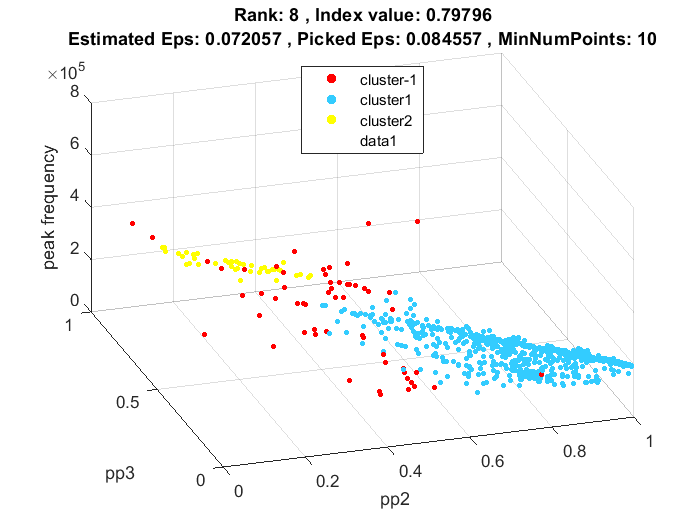 Rank: 8 , Index value: 0.79796
Estimated Eps: 0.072057 , Picked Eps: 0.084557 , MinNumPoints: 10
×10⁵
8
6
4
2
0
peak frequency
cluster-1
cluster1
cluster2
data1
1
0.5
0
pp3
0
0.2
0.4
0.6
0.8
1
pp2